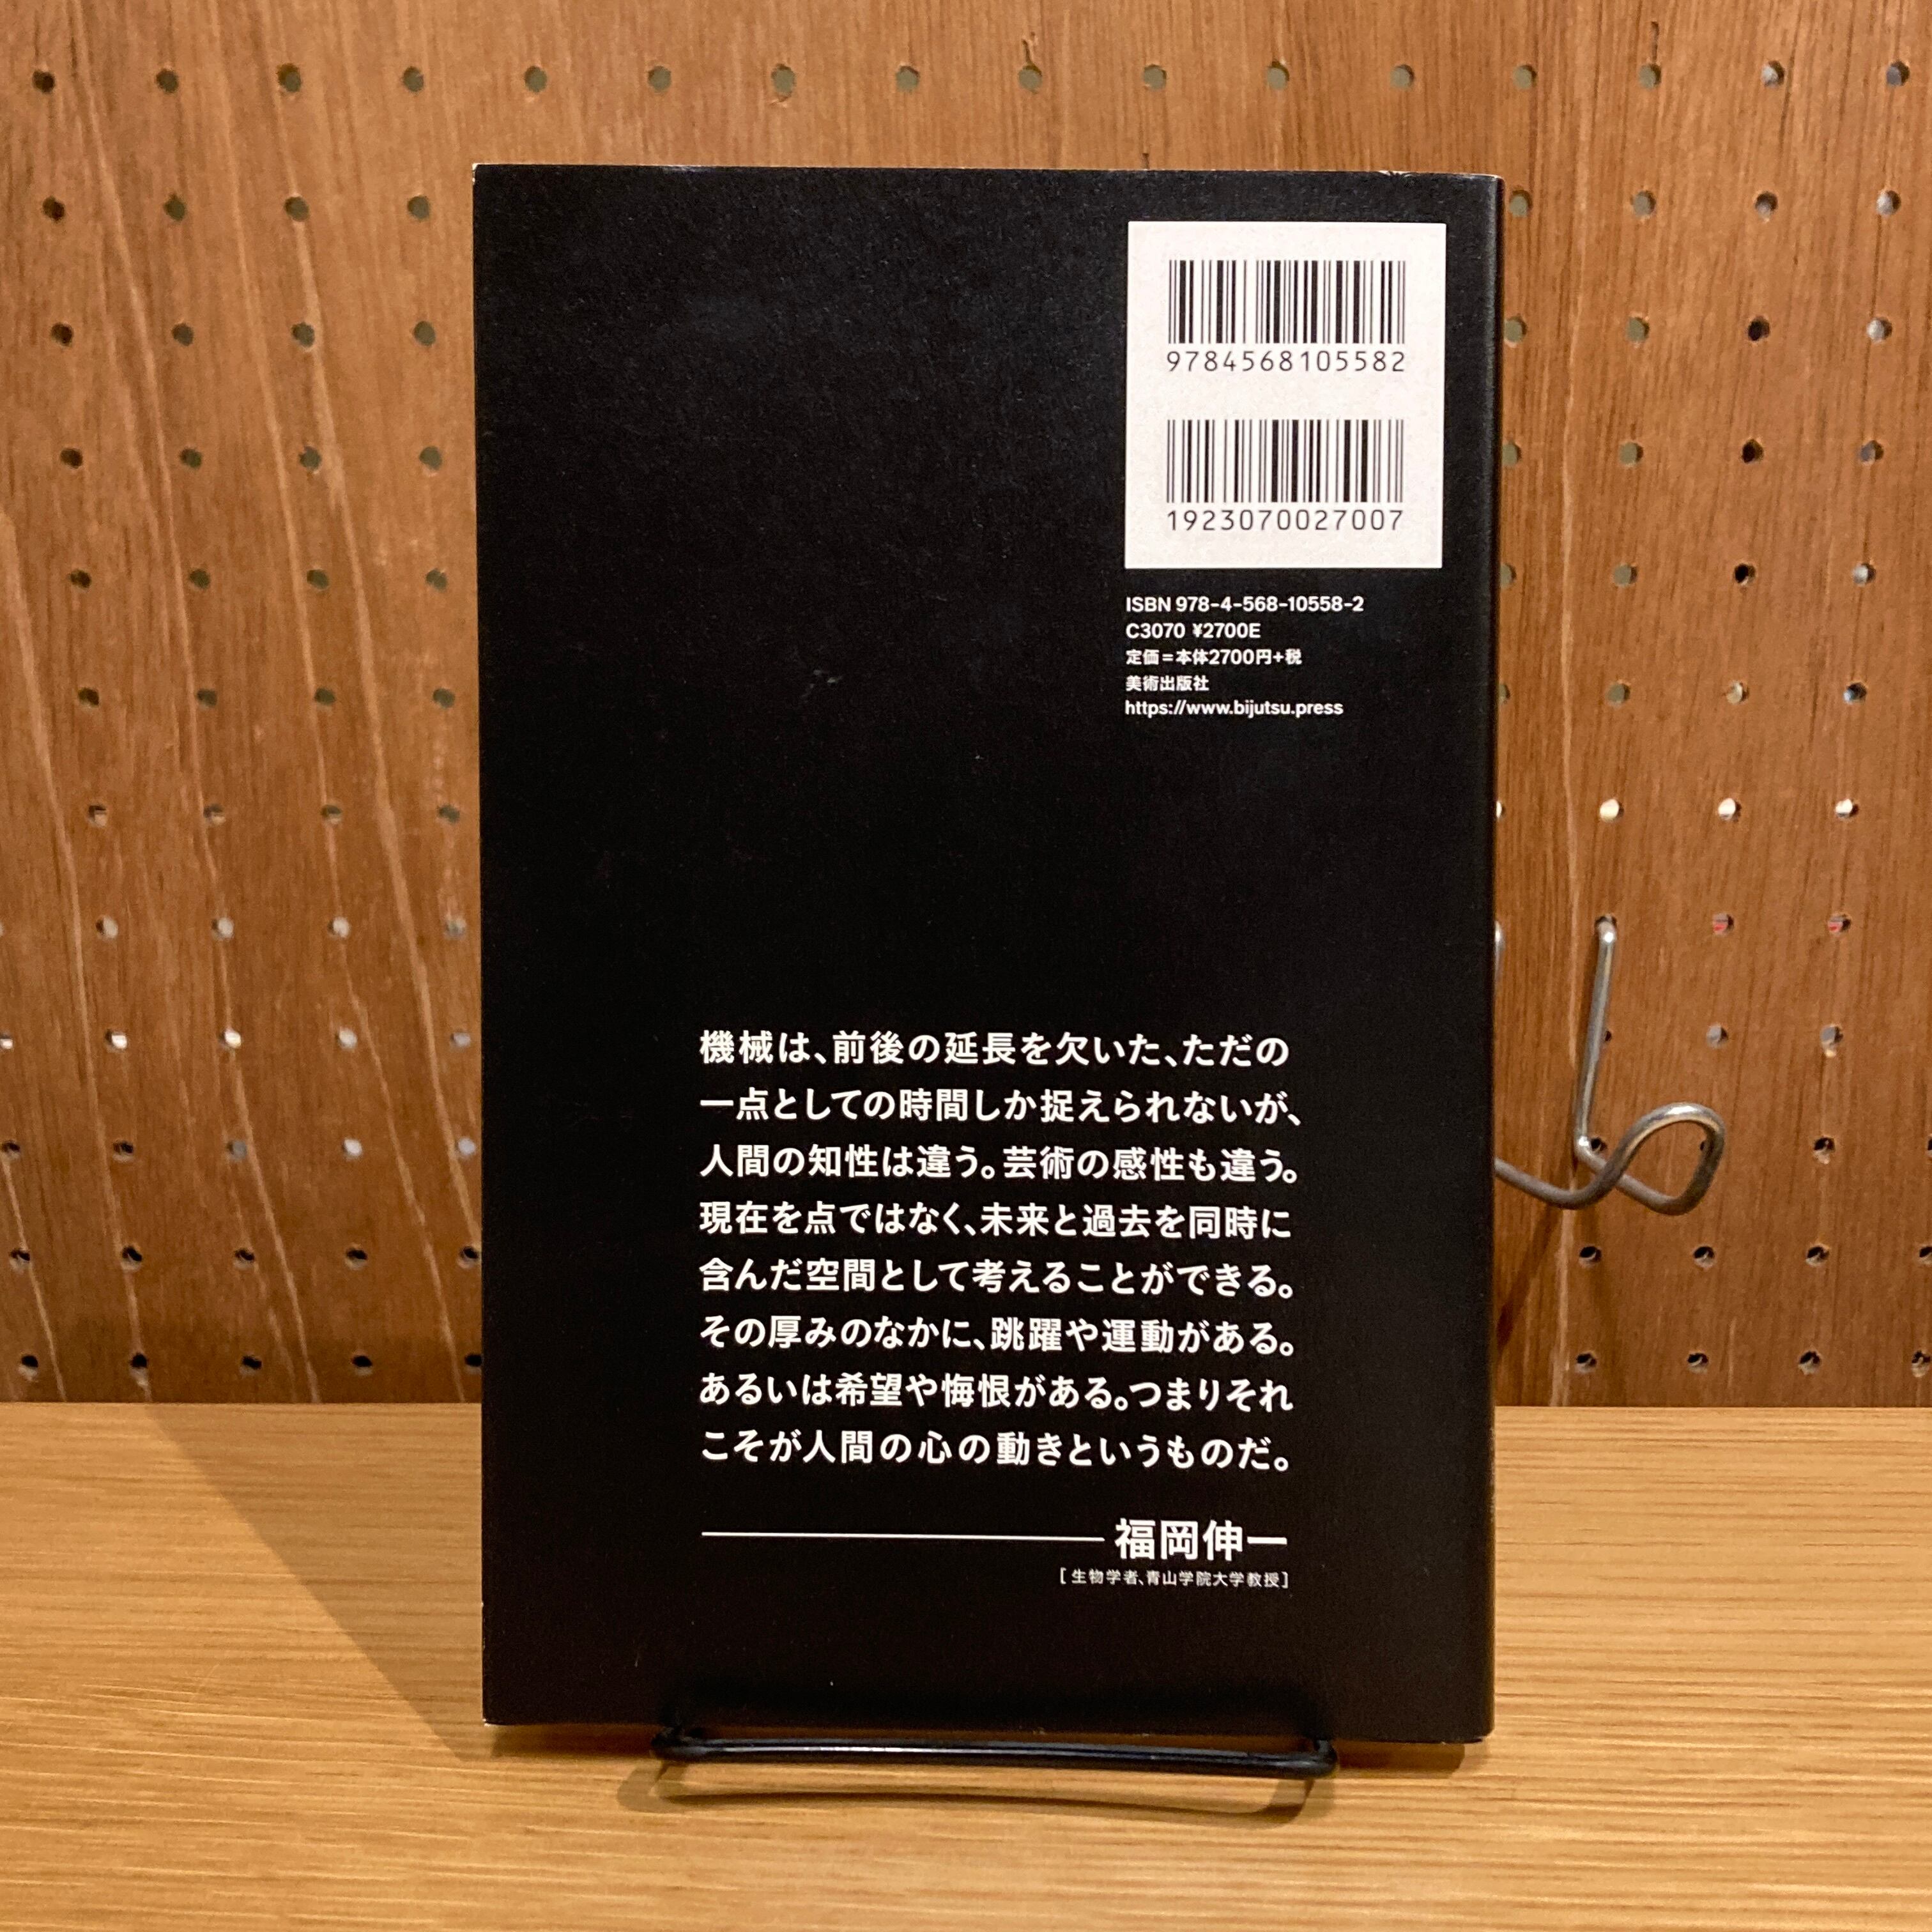 9784568105582
1923070027007
ISBN 978-4-568-10558-2
C3070 ¥2700E
定価=本体2700円+税
美術出版社
https://www.bijutsu.press
機械は、前後の延長を欠いた、ただの
一点としての時間しか捉えられないが、
人間の知性は違う。芸術の感性も違う。
現在を点ではなく、未来と過去を同時に
含んだ空間として考えることができる。
その厚みのなかに、跳躍や運動がある。
あるいは希望や悔恨がある。つまりそれ
こそが人間の心の動きというものだ。
福岡伸一
[生物学者、青山学院大学教授]